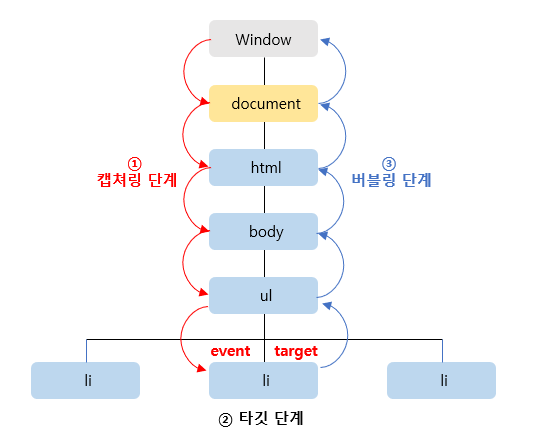 Window
document
①
캡쳐링 단계
html
③
버블링 단계
body
ul
event target
li
li
li
② 타깃 단계